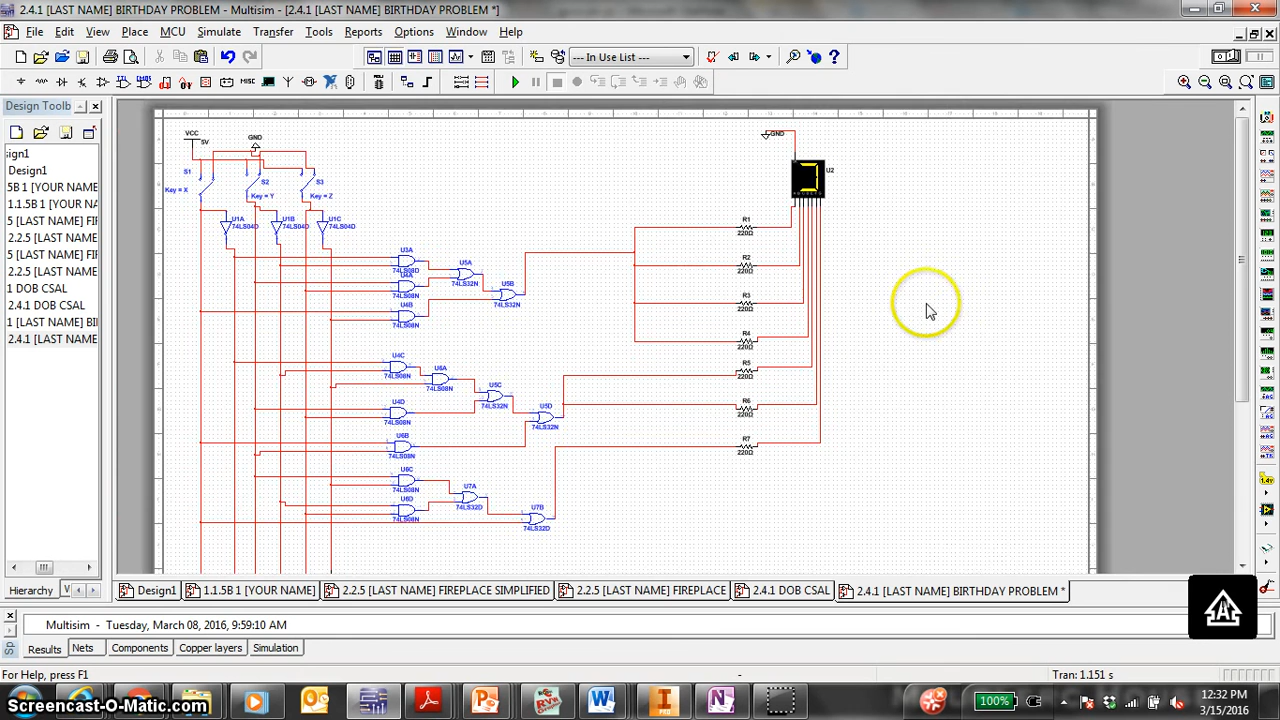 2.4.1 [LAST NAME] BIRTHDAY PROBLEM - Multisim - [2.4.1 [LAST NAME] BIRTHDAY PROBLEM *]
File Edit View Place MCU Simulate Transfer Tools Reports Options Window Help
--- In Use List ---
MISC
Design Toolb
sign1
Design1
5B 1 [YOUR NAME
1.1.5B 1 [YOUR N
5 [LAST NAME] FI
2.2.5 [LAST NAME]
5 [LAST NAME] FI
2.2.5 [LAST NAME]
1 DOB CSAL
2.4.1 DOB CSAL
1 [LAST NAME] BI
2.4.1 [LAST NAME]
Hierarchy V
VCC
5V
GND
S1
Key = X
S2
Key = Y
S3
Key = Z
U1A
74LS04D
U1B
74LS04D
U1C
74LS04D
U3A
74LS08D
U4A
74LS08N
U4B
74LS08N
U5A
74LS32N
U5B
74LS32N
U4C
74LS08N
U6A
74LS08N
U4D
74LS08N
U5C
74LS32N
U5D
74LS32N
U6B
74LS08N
U6C
74LS08N
U6D
74LS08N
U7A
74LS32D
U7B
74LS32D
GND
U2
R1
220Ω
R2
220Ω
R3
220Ω
R4
220Ω
R5
220Ω
R6
220Ω
R7
220Ω
Design1 1.1.5B 1 [YOUR NAME] 2.2.5 [LAST NAME] FIREPLACE SIMPLIFIED 2.2.5 [LAST NAME] FIREPLACE 2.4.1 DOB CSAL 2.4.1 [LAST NAME] BIRTHDAY PROBLEM *
Multisim - Tuesday, March 08, 2016, 9:59:10 AM
Results Nets Components Copper layers Simulation
For Help, press F1 - Tran: 1.151 s
100%
12:32 PM
3/15/2016
Screencast-O-Matic.com